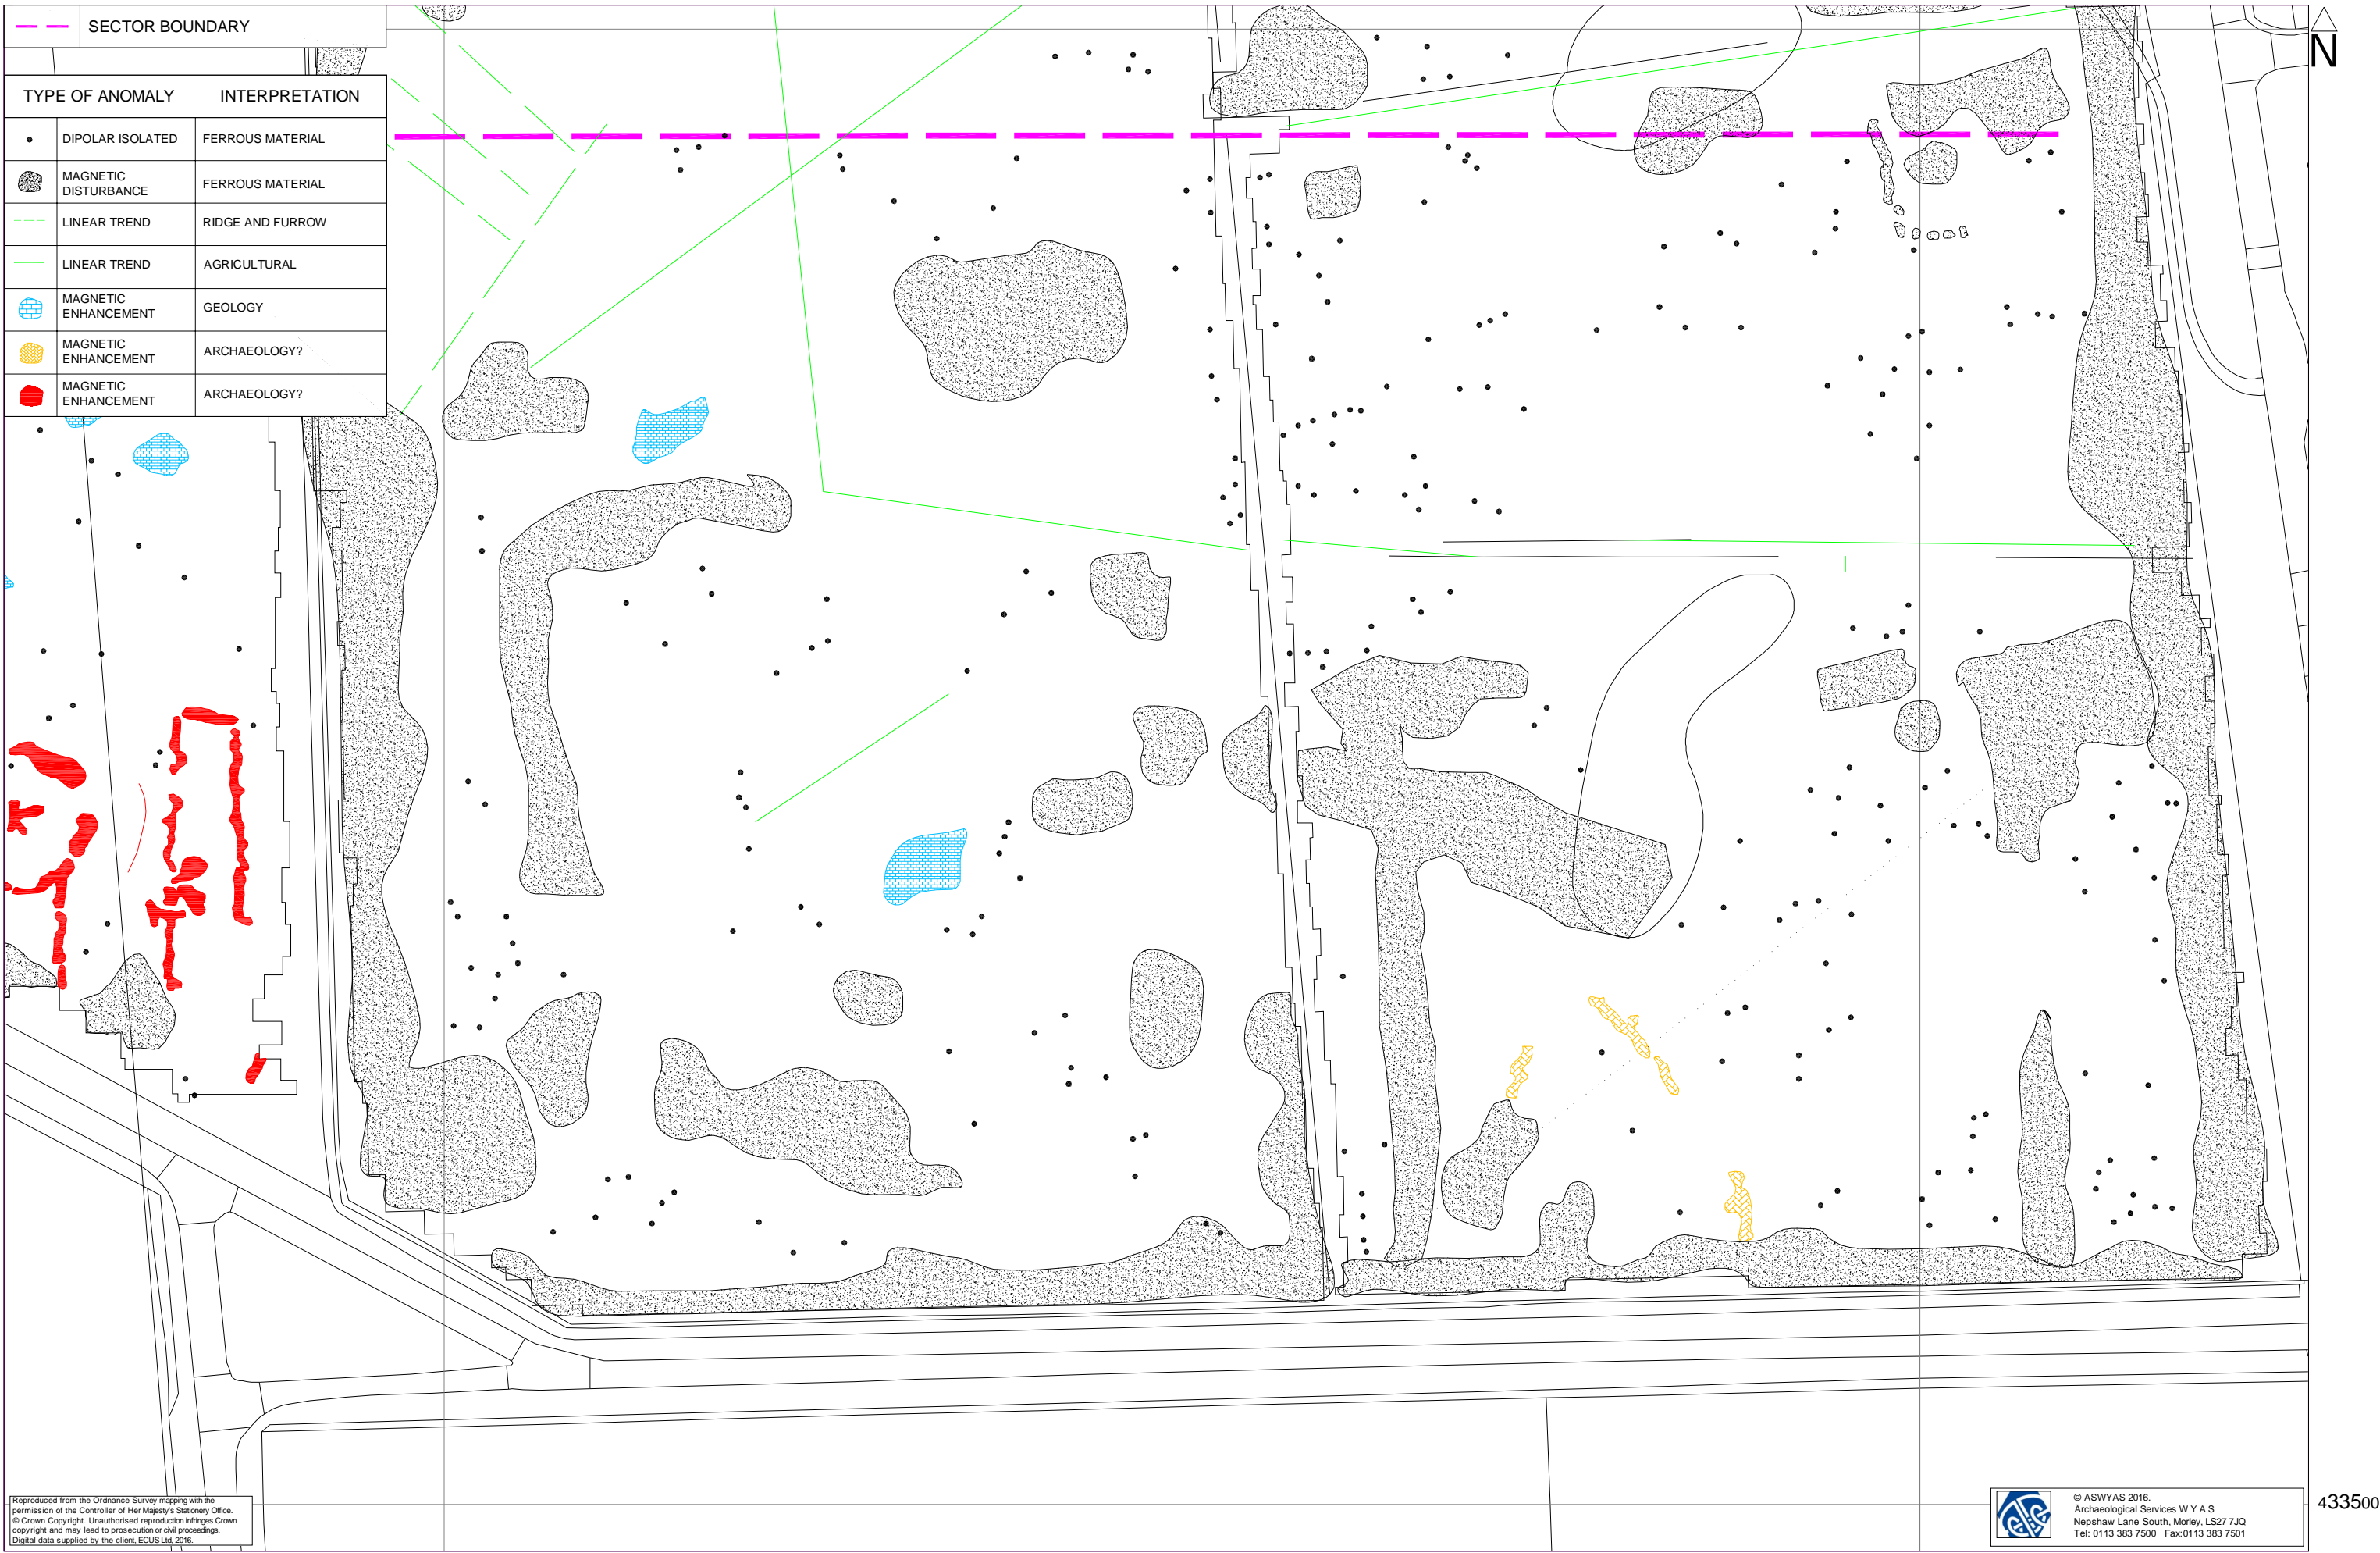 SECTOR BOUNDARY
N
TYPE OF ANOMALY INTERPRETATION
DIPOLAR ISOLATED FERROUS MATERIAL
MAGNETIC
DISTURBANCE FERROUS MATERIAL
LINEAR TREND RIDGE AND FURROW
LINEAR TREND AGRICULTURAL
MAGNETIC
ENHANCEMENT GEOLOGY
MAGNETIC
ENHANCEMENT ARCHAEOLOGY?
MAGNETIC
ENHANCEMENT ARCHAEOLOGY?
Reproduced from the Ordnance Survey mapping with the
permission of the Controller of Her Majesty's Stationery Office.
© Crown Copyright. Unauthorised reproduction infringes Crown
copyright and may lead to prosecution or civil proceedings.
Digital data supplied by the client, ECUS Ltd, 2016.
© ASWYAS 2016.
Archaeological Services W Y A S
Nepshaw Lane South, Morley, LS27 7JQ
Tel: 0113 383 7500 Fax:0113 383 7501
433500